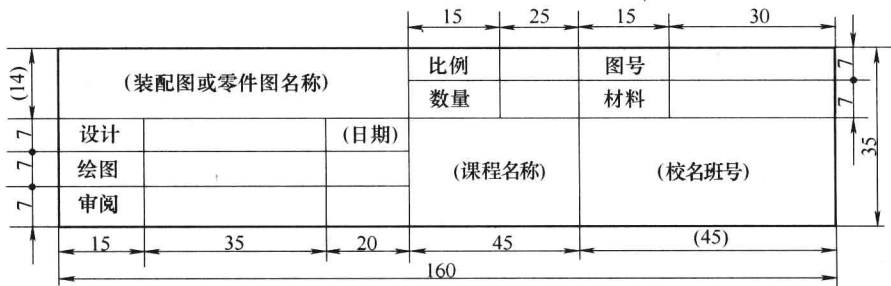 15 25 15 30
(装配图或零件图名称) 比例 图号 7
(14) 数量 材料 7
7 设计 (日期) 35
7 绘图 (课程名称) (校名班号)
7 审阅
15 35 20 45 (45)
160